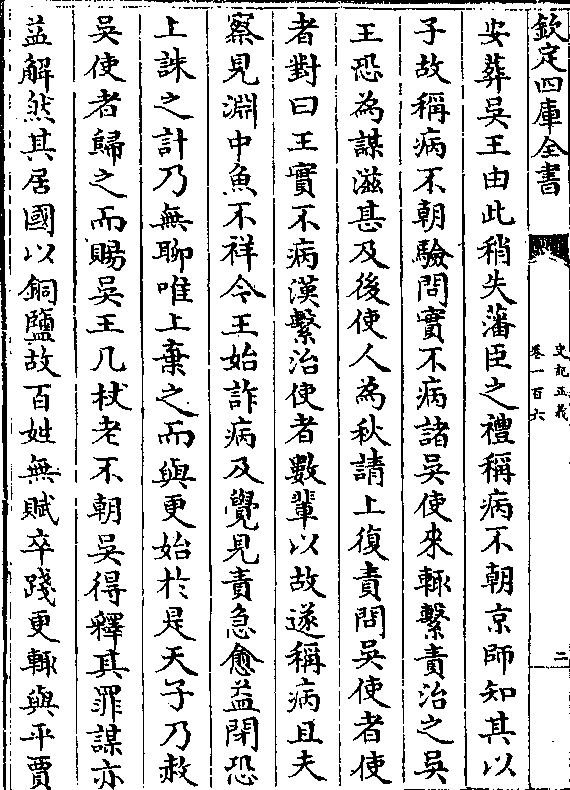 欽定四庫全書
史記正義
卷一百六
二
安葬吳王由此稍失藩臣之禮稱病不朝京師知其以
子故稱病不朝驗問實不病諸吳使來輒繫責治之吳
王恐為謀滋甚及後使人為秋請上復責問吳使者使
者對曰王實不病漢繫治使者數輩以故遂稱病且夫
察見淵中魚不祥今王始詐病及覺見責急愈益閉恐
上誅之計乃無聊唯上棄之而與更始於是天子乃赦
吳使者歸之而賜吳王几杖老不朝吳得釋其罪謀亦
益解然其居國以銅鹽故百姓無賦卒踐更輒與平賈